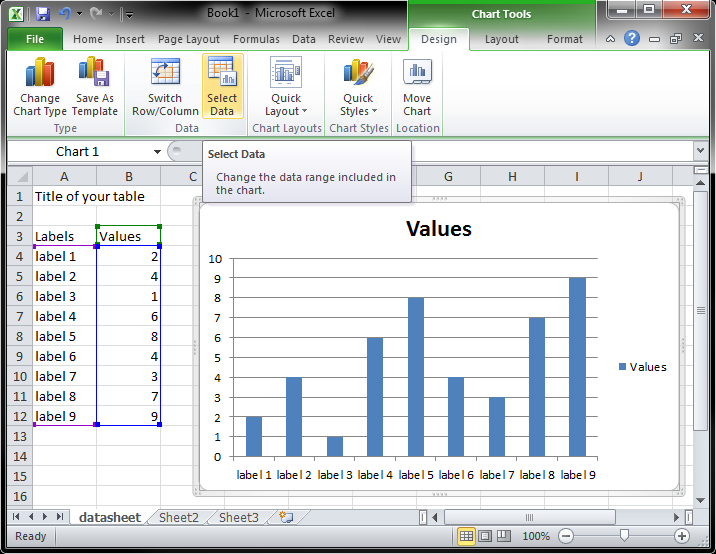 Book1 - Microsoft Excel
Chart Tools
File Home Insert Page Layout Formulas Data Review View Design Layout Format
Change Chart Type
Save As Template
Switch Row/Column
Select Data
Quick Layout
Quick Styles
Move Chart
Type Data Chart Layouts Chart Styles Location
Chart 1
Select Data
Change the data range included in
the chart.
A B C G H I J
1 Title of your table
2
3 Labels Values
4 label 1 2
5 label 2 4
6 label 3 1
7 label 4 6
8 label 5 8
9 label 6 4
10 label 7 3
11 label 8 7
12 label 9 9
13
14
15
16
Values
10
9
8
7
6
5
4
3
2
1
0
label 1 label 2 label 3 label 4 label 5 label 6 label 7 label 8 label 9
Values
datasheet Sheet2 Sheet3
Ready 100%